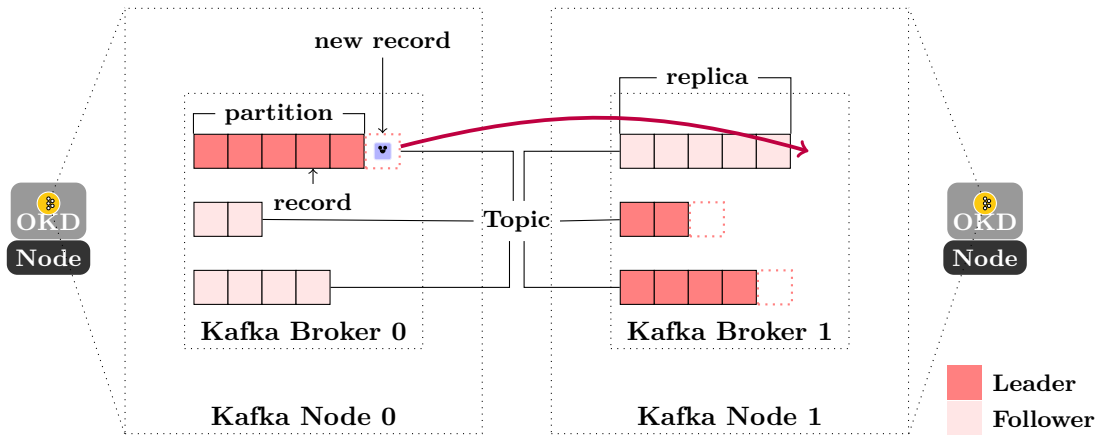 new record
partition
replica
record
Topic
OKD
Node
OKD
Node
Kafka Broker 0
Kafka Broker 1
Kafka Node 0
Kafka Node 1
Leader
Follower